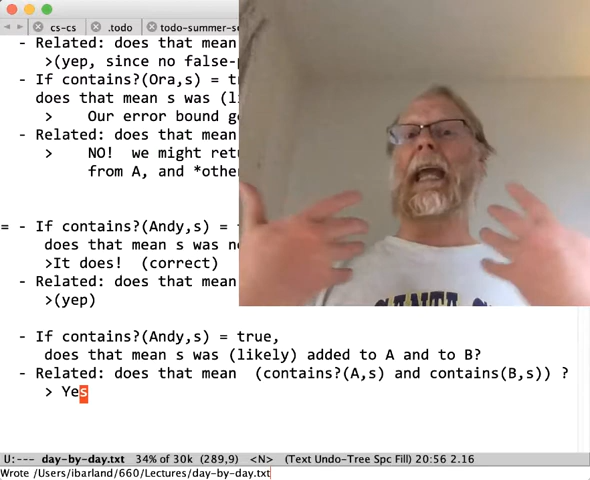 cs-cs .todo todo-summer-se
- Related: does that mean
>(yep, since no false-
- If contains?(Ora,s) = t
does that mean s was (li
> Our error bound g
- Related: does that mean
> NO! we might ret
from A, and *othe
= - If contains?(Andy,s) =
does that mean s was n
>It does! (correct)
- Related: does that mean
>(yep)
- If contains?(Andy,s) = true,
does that mean s was (likely) added to A and to B?
- Related: does that mean (contains?(A,s) and contains(B,s)) ?
> Yes
U:--- day-by-day.txt 34% of 30k (289,9) <N> (Text Undo-Tree Spc Fill) 20:56 2.16
Wrote /Users/ibarland/660/Lectures/day-by-day.txt